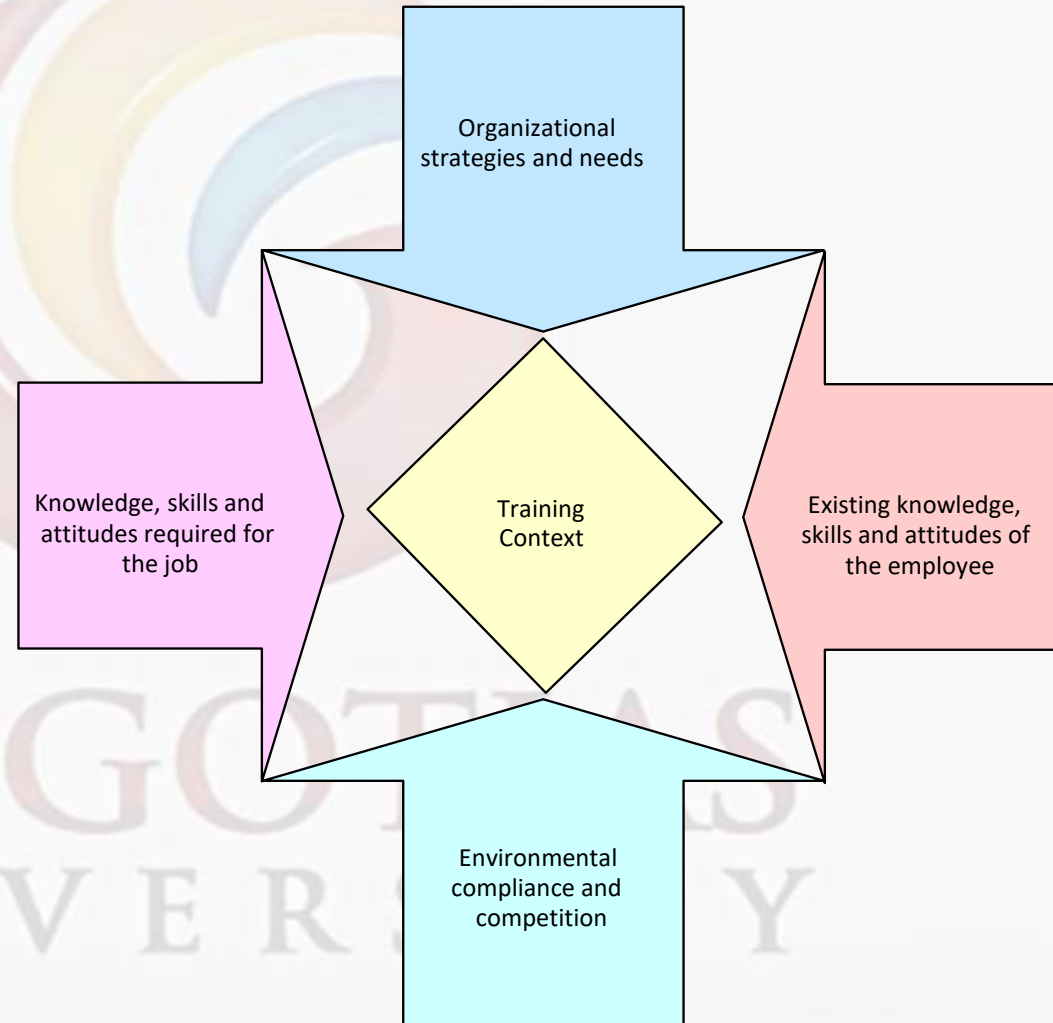 Organizational
strategies and needs
Knowledge, skills and
attitudes required for
the job
Training
Context
Existing knowledge,
skills and attitudes of
the employee
Environmental
compliance and
competition